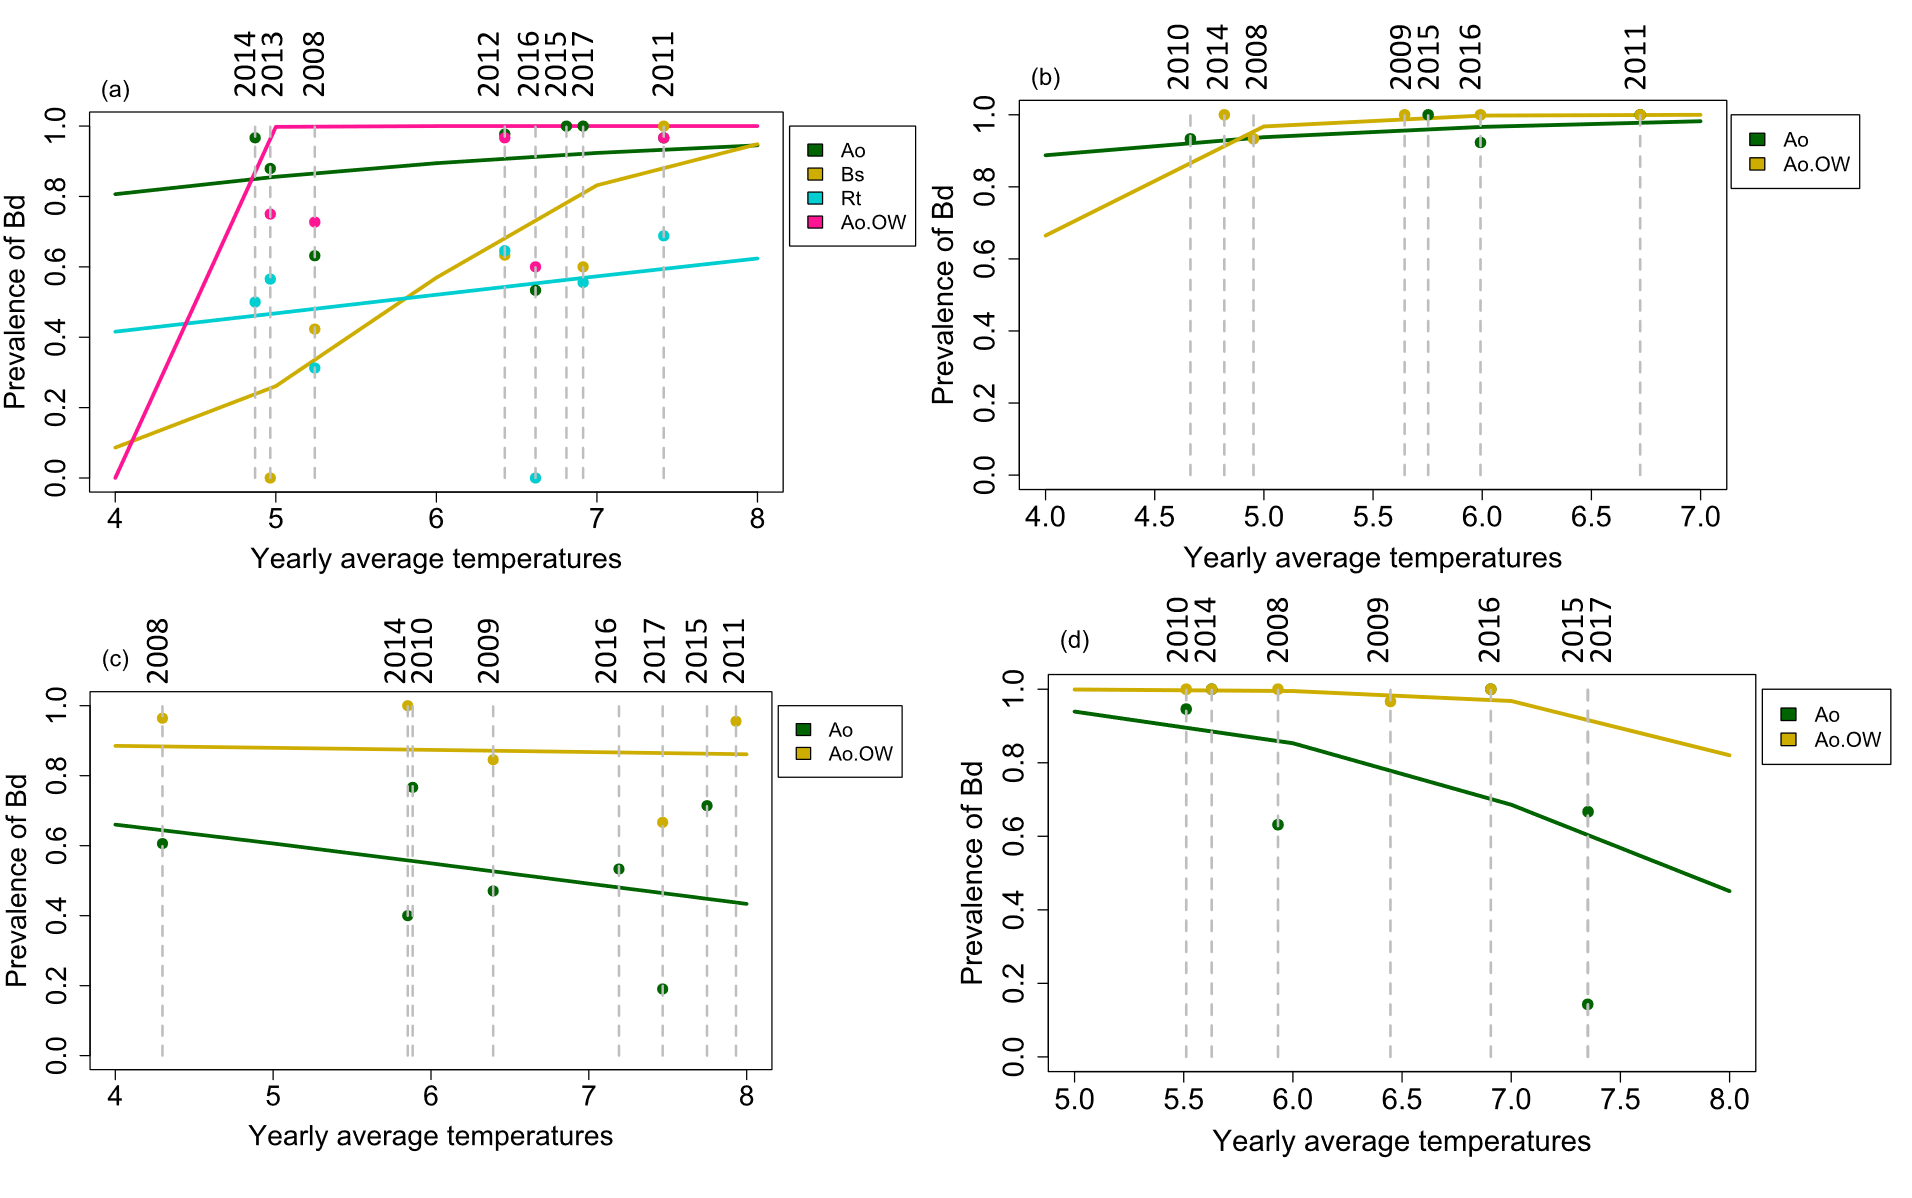 (a)
2014 2013 2008 2012 2016 2015 2017 2011
Prevalence of Bd
0.0 0.2 0.4 0.6 0.8 1.0
4 5 6 7 8
Yearly average temperatures
Ao
Bs
Rt
Ao.OW
(b)
2010 2014 2008 2009 2015 2016 2011
Prevalence of Bd
0.0 0.2 0.4 0.6 0.8 1.0
4.0 4.5 5.0 5.5 6.0 6.5 7.0
Yearly average temperatures
Ao
Ao.OW
(c)
2008 2014 2010 2009 2016 2017 2015 2011
Prevalence of Bd
0.0 0.2 0.4 0.6 0.8 1.0
4 5 6 7 8
Yearly average temperatures
Ao
Ao.OW
(d)
2010 2014 2008 2009 2016 2015 2017
Prevalence of Bd
0.0 0.2 0.4 0.6 0.8 1.0
5.0 5.5 6.0 6.5 7.0 7.5 8.0
Yearly average temperatures
Ao
Ao.OW